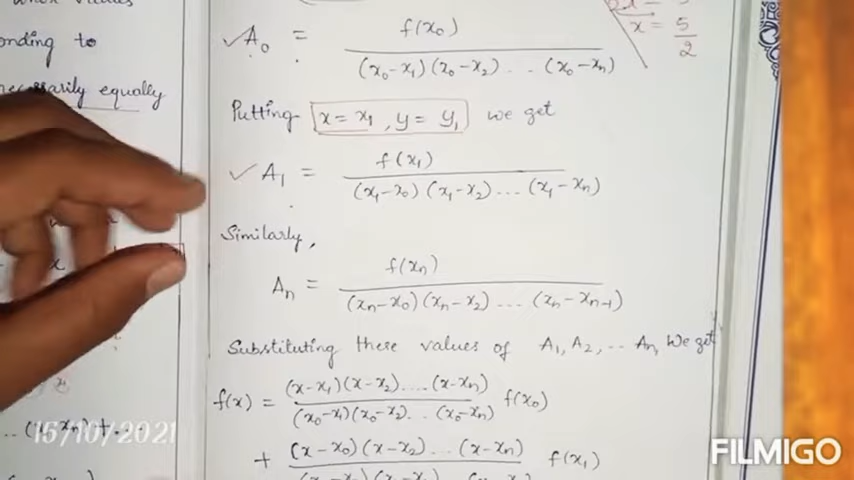 onding to
necessarily equally
A₀ = f(x₀) / (x₀-x₁)(x₀-x₂)...(x₀-xₙ)
x = 5/2
Putting x = x₁, y = y₁ we get
A₁ = f(x₁) / (x₁-x₀)(x₁-x₂)...(x₁-xₙ)
Similarly,
Aₙ = f(xₙ) / (xₙ-x₀)(xₙ-x₂)....(xₙ-xₙ₋₁)
Substituting these values of A₁, A₂, ... Aₙ, We get
f(x) = (x-x₁)(x-x₂)....(x-xₙ) / (x₀-x₁)(x₀-x₂)...(x₀-xₙ) f(x₀)
+ (x-x₀)(x-x₂)...(x-xₙ) f(x₁)
15/10/2021
FILMIGO